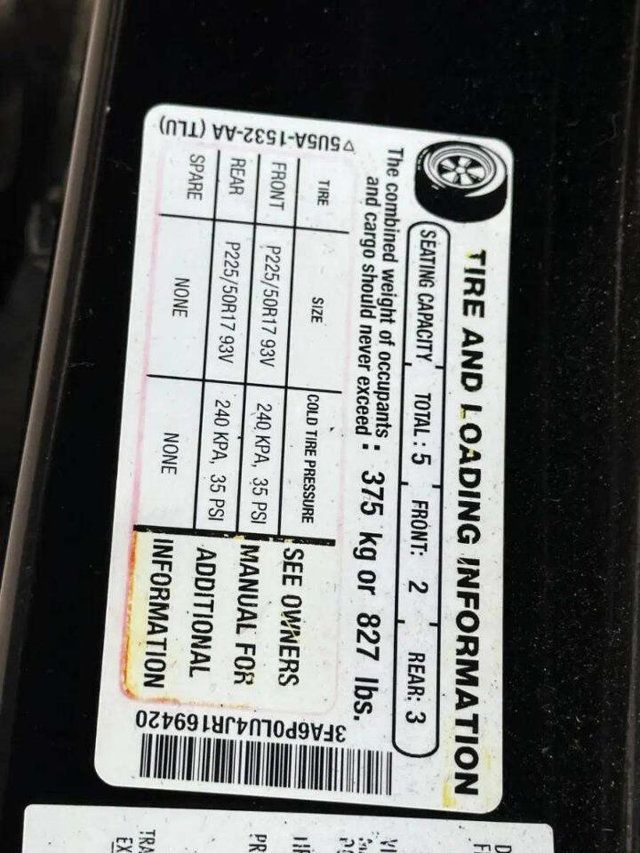 TIRE AND LOADING INFORMATION
SEATING CAPACITY TOTAL: 5 FRONT: 2 REAR: 3
The combined weight of occupants and cargo should never exceed: 375 kg or 827 lbs.
TIRE SIZE COLD TIRE PRESSURE
FRONT P225/50R17 93V 240 KPA, 35 PSI
REAR P225/50R17 93V 240 KPA, 35 PSI
SPARE NONE NONE
SEE OWNERS
MANUAL FOR
ADDITIONAL
INFORMATION
5U5A-1532-AA (TLU)
3FA6P0LU4JR169420